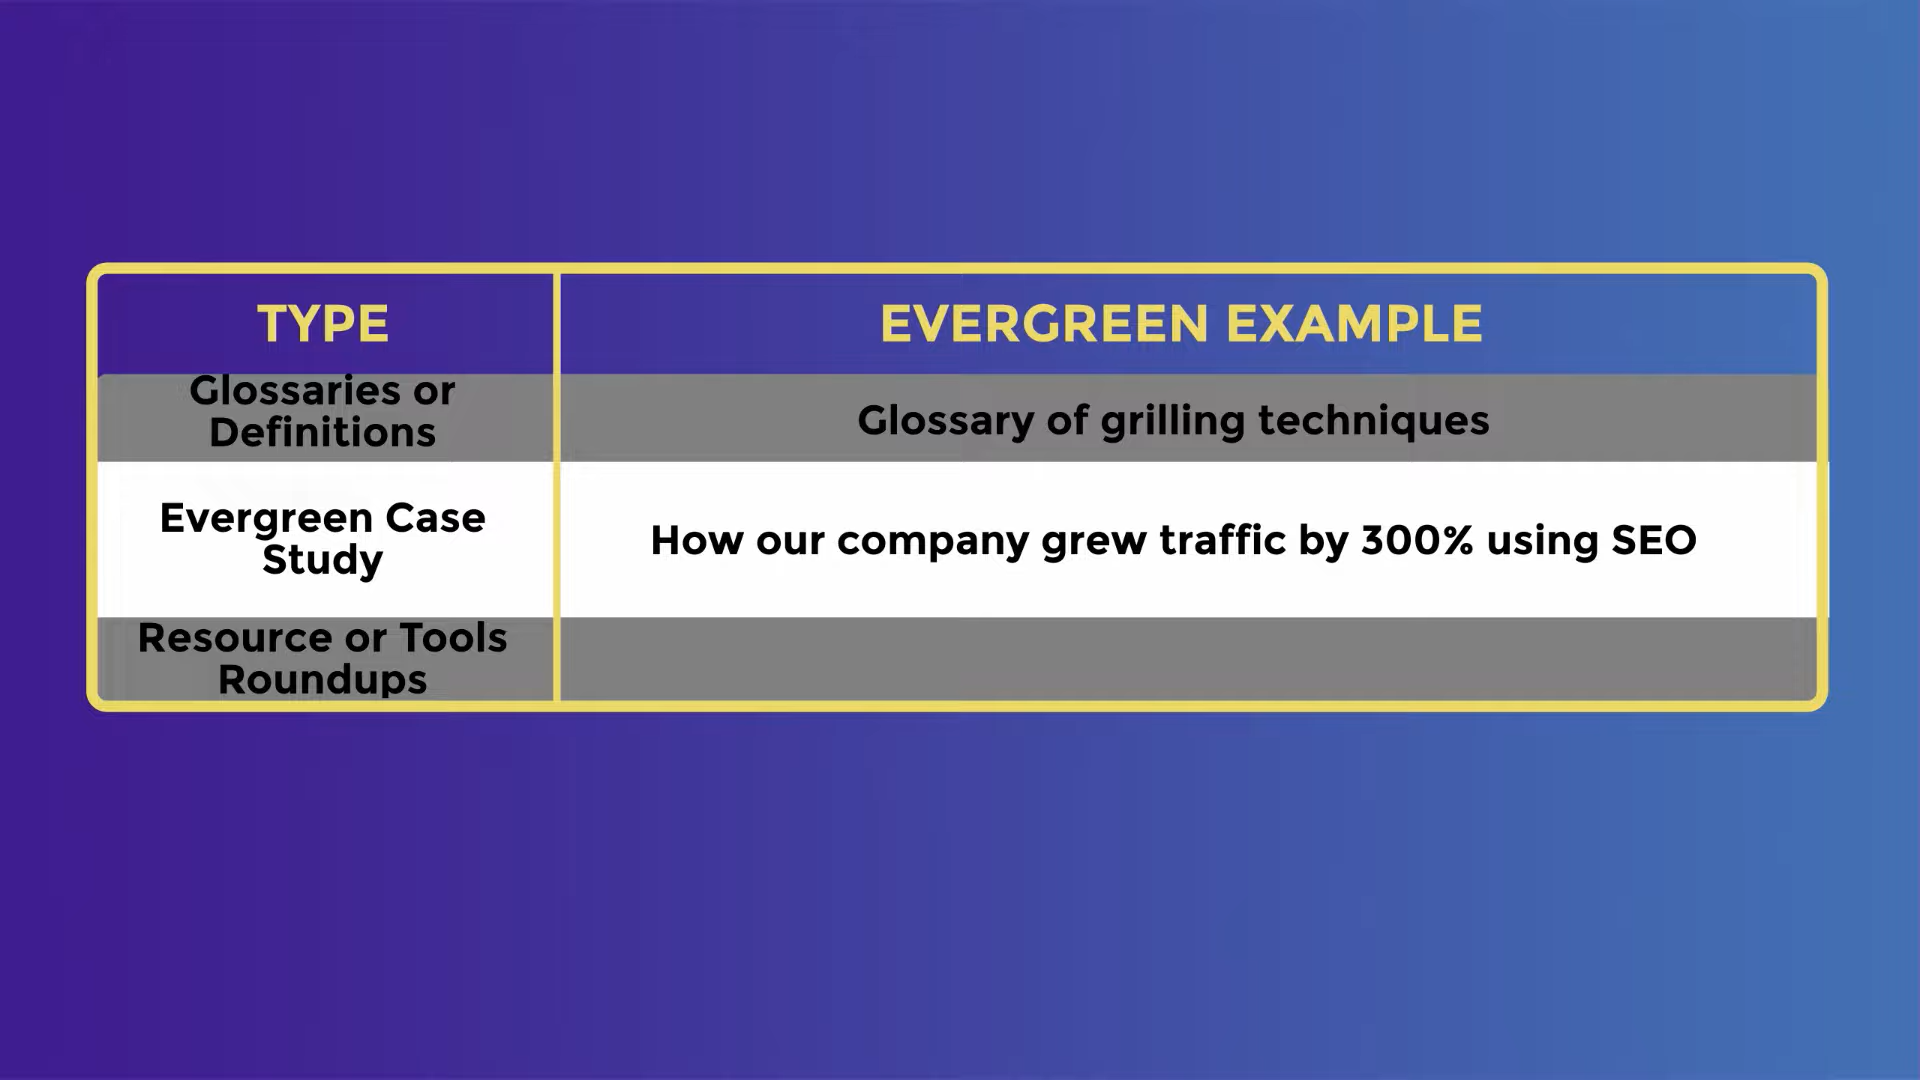 TYPE
EVERGREEN EXAMPLE
Glossaries or
Definitions
Glossary of grilling techniques
Evergreen Case
Study
How our company grew traffic by 300% using SEO
Resource or Tools
Roundups